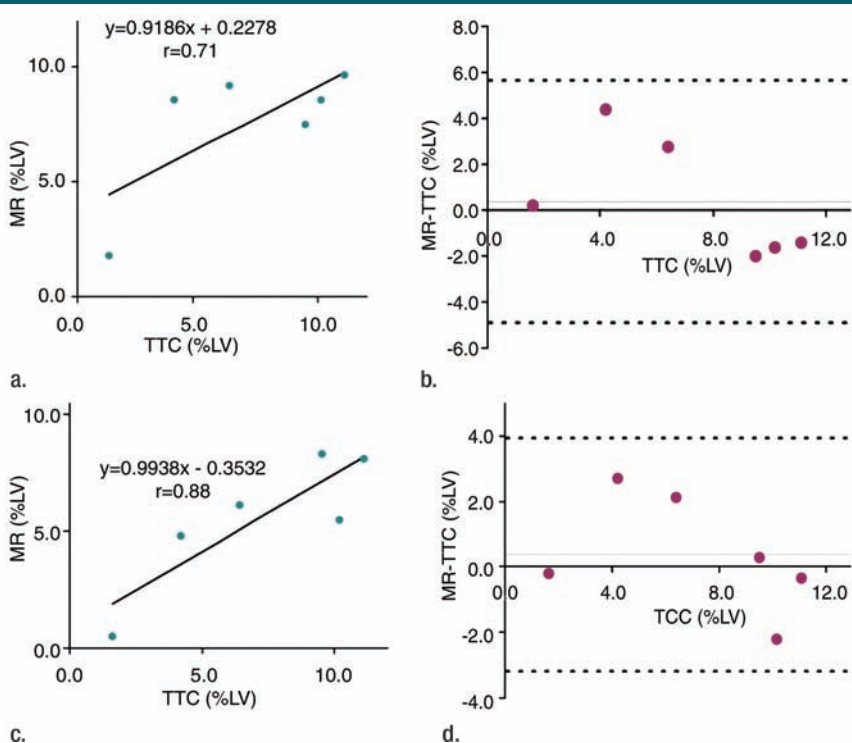 y=0.9186x + 0.2278
r=0.71
10.0
5.0
0.0
MR (%LV)
0.0 5.0 10.0
TTC (%LV)
a.
8.0
6.0
4.0
2.0
0.0
-2.0
-4.0
-6.0
MR-TTC (%LV)
0.0 4.0 8.0 12.0
TTC (%LV)
b.
10.0
5.0
0.0
MR (%LV)
y=0.9938x - 0.3532
r=0.88
0.0 5.0 10.0
TTC (%LV)
c.
4.0
2.0
0.0
-2.0
-4.0
MR-TTC (%LV)
0.0 4.0 8.0 12.0
TCC (%LV)
d.